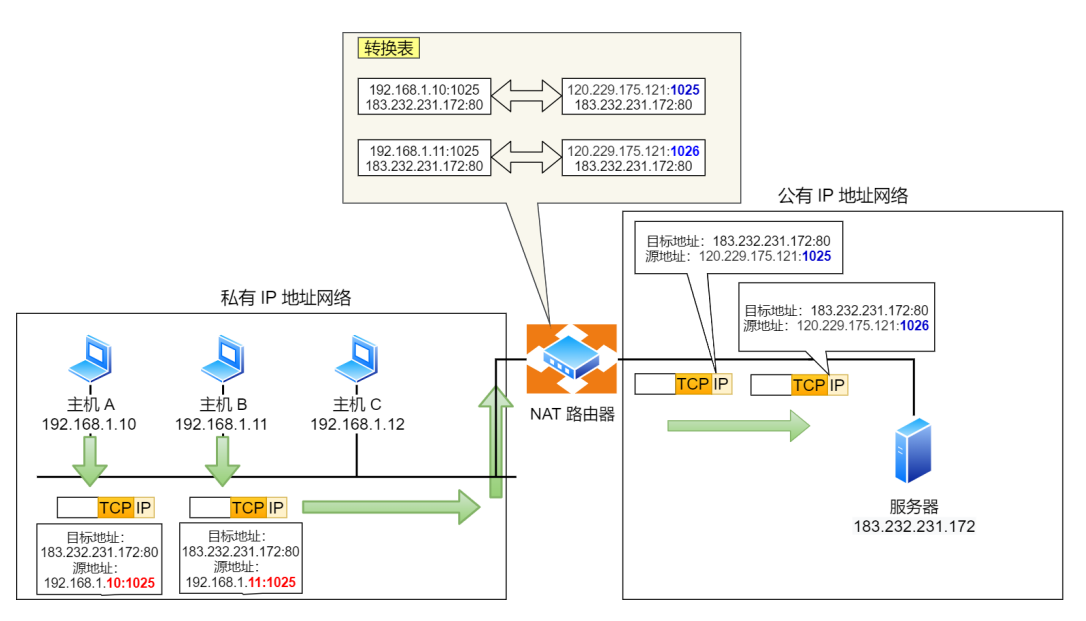 转换表
192.168.1.10:1025
183.232.231.172:80
120.229.175.121:1025
183.232.231.172:80
192.168.1.11:1025
183.232.231.172:80
120.229.175.121:1026
183.232.231.172:80
公有 IP 地址网络
目标地址：183.232.231.172:80
源地址：120.229.175.121:1025
目标地址：183.232.231.172:80
源地址：120.229.175.121:1026
TCP IP
TCP IP
NAT 路由器
服务器
183.232.231.172
私有 IP 地址网络
主机 A
192.168.1.10
主机 B
192.168.1.11
主机 C
192.168.1.12
TCP IP
TCP IP
目标地址：
183.232.231.172:80
源地址：
192.168.1.10:1025
目标地址：
183.232.231.172:80
源地址：
192.168.1.11:1025